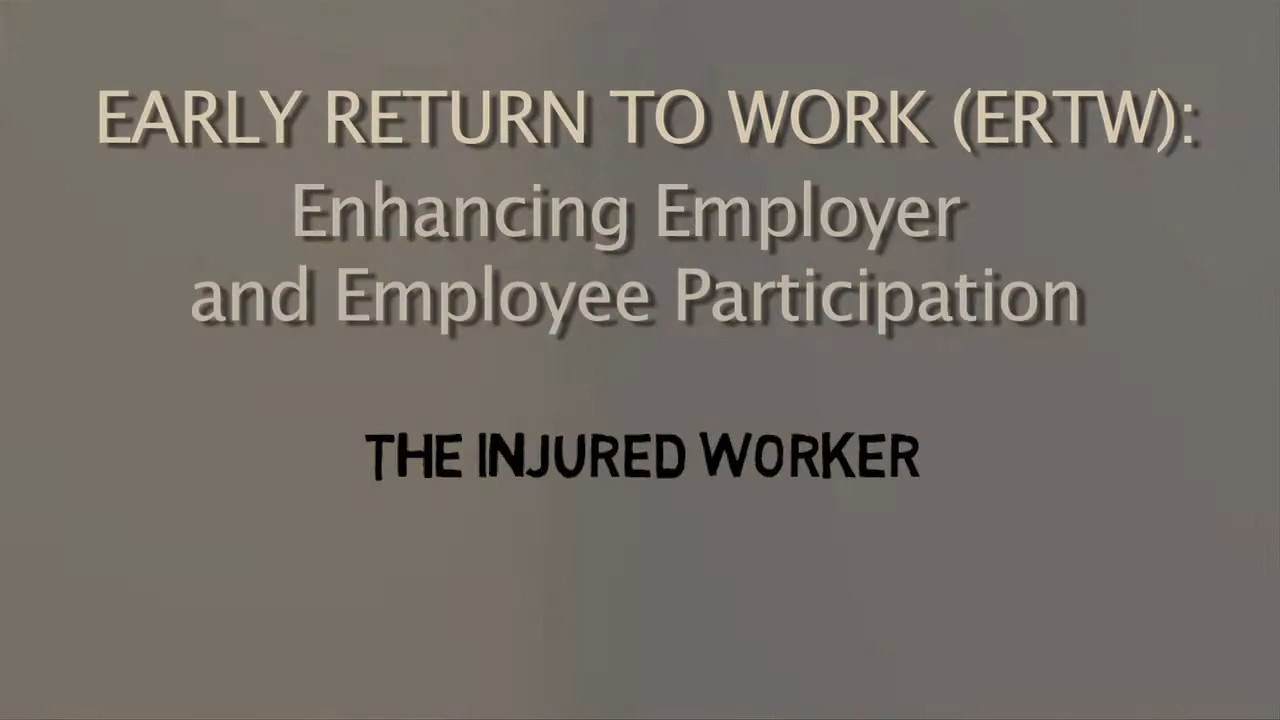 EARLY RETURN TO WORK (ERTW):
Enhancing Employer
and Employee Participation
THE INJURED WORKER